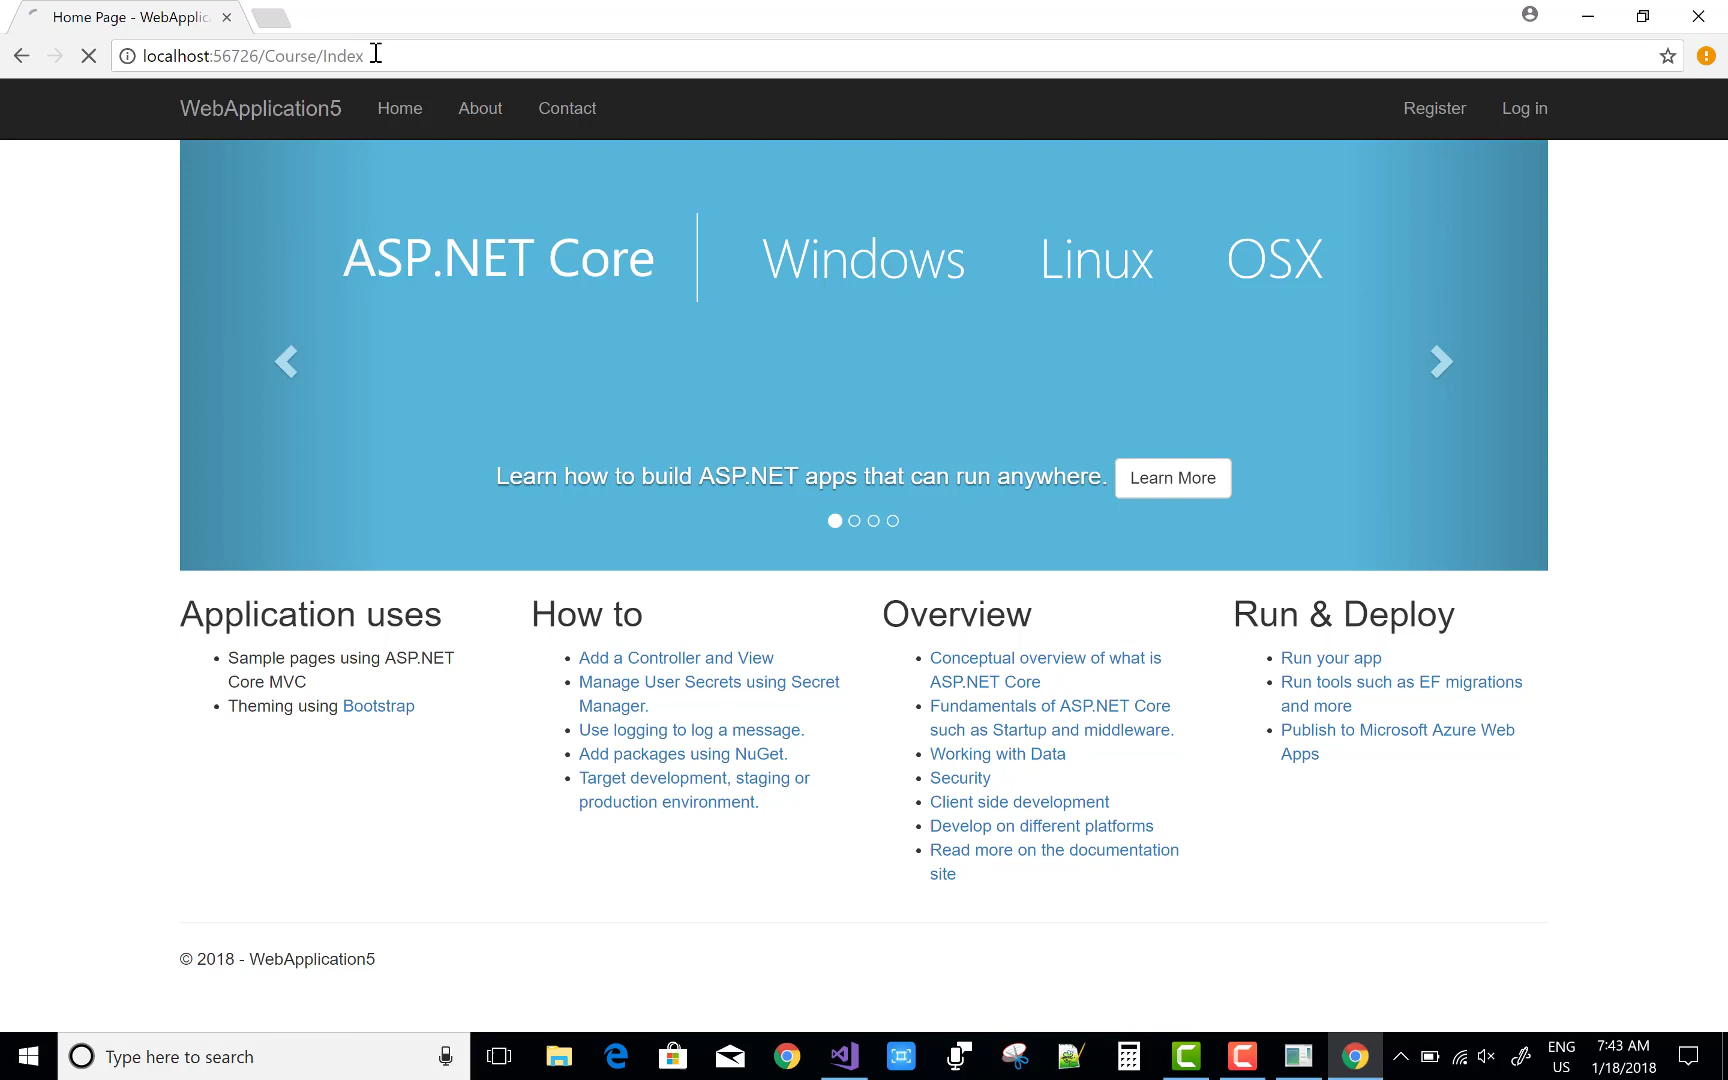 Home Page - WebApplic
localhost:56726/Course/Index
WebApplication5 Home About Contact Register Log in
ASP.NET Core Windows Linux OSX
Learn how to build ASP.NET apps that can run anywhere. Learn More
Application uses
Sample pages using ASP.NET
Core MVC
Theming using Bootstrap
How to
Add a Controller and View
Manage User Secrets using Secret
Manager.
Use logging to log a message.
Add packages using NuGet.
Target development, staging or
production environment.
Overview
Conceptual overview of what is
ASP.NET Core
Fundamentals of ASP.NET Core
such as Startup and middleware.
Working with Data
Security
Client side development
Develop on different platforms
Read more on the documentation
site
Run & Deploy
Run your app
Run tools such as EF migrations
and more
Publish to Microsoft Azure Web
Apps
© 2018 - WebApplication5
Type here to search
ENG
US
7:43 AM
1/18/2018